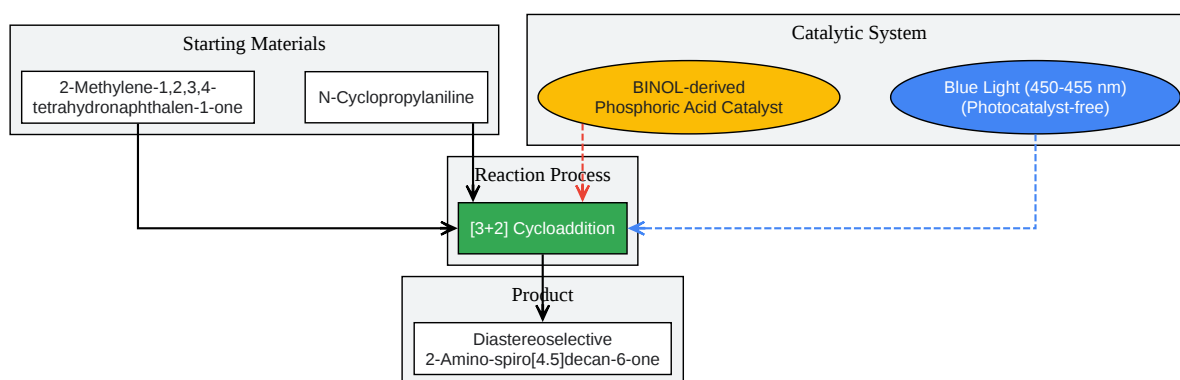 Starting Materials
2-Methylene-1,2,3,4-
tetrahydronaphthalen-1-one
N-Cyclopropylaniline
Catalytic System
BINOL-derived
Phosphoric Acid Catalyst
Blue Light (450-455 nm)
(Photocatalyst-free)
Reaction Process
[3+2] Cycloaddition
Product
Diastereoselective
2-Amino-spiro[4.5]decan-6-one